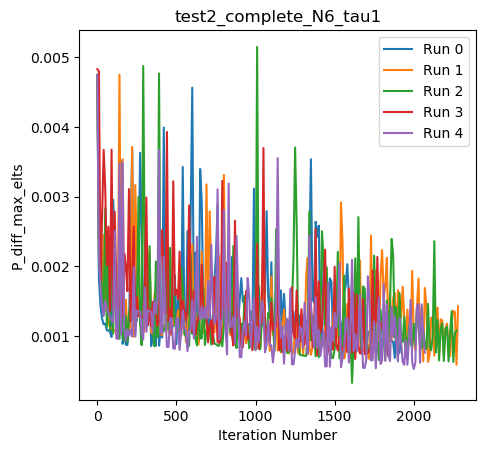 test2_complete_N6_tau1
Run 0
Run 1
Run 2
Run 3
Run 4
P_diff_max_elts
0.005
0.004
0.003
0.002
0.001
0
500
1000
1500
2000
Iteration Number